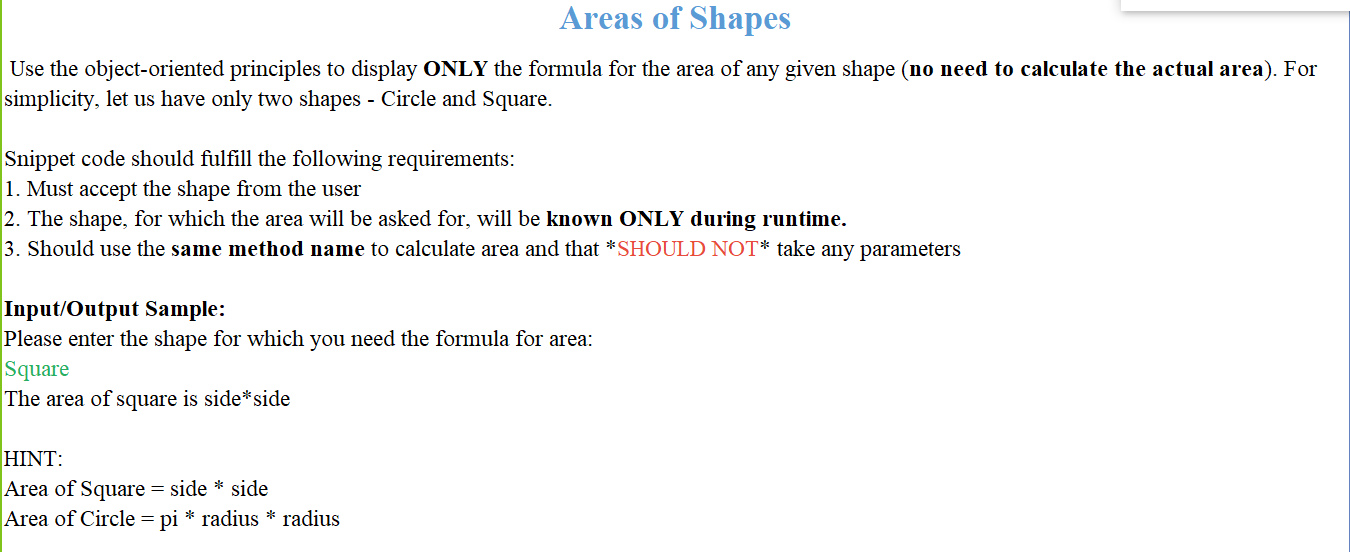 Areas of Shapes
Use the object-oriented principles to display ONLY the formula for the area of any given shape (no need to calculate the actual area). For
simplicity, let us have only two shapes - Circle and Square.
Snippet code should fulfill the following requirements:
1. Must accept the shape from the user
2. The shape, for which the area will be asked for, will be known ONLY during runtime.
3. Should use the same method name to calculate area and that *SHOULD NOT* take any parameters
Input/Output Sample:
Please enter the shape for which you need the formula for area:
Square
The area of square is side*side
HINT:
Area of Square = side * side
Area of Circle = pi * radius * radius